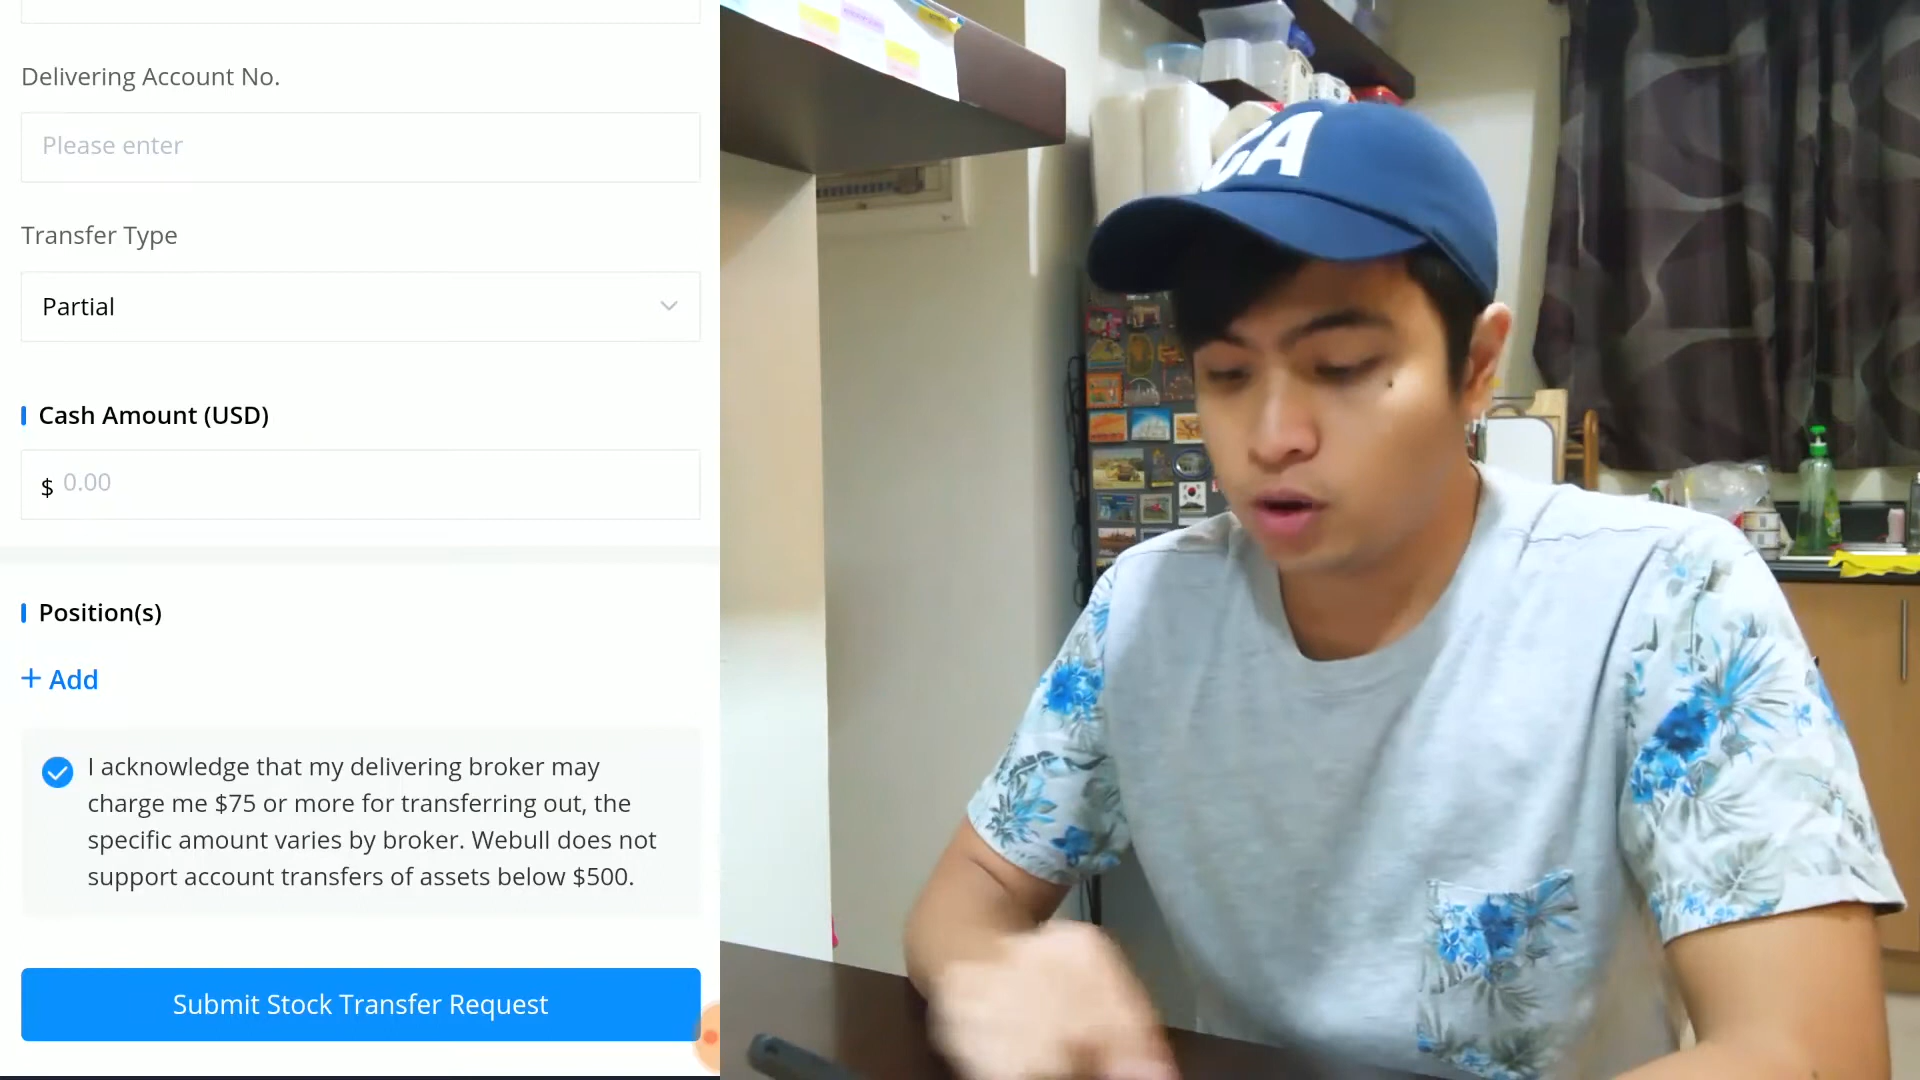 Delivering Account No.
Please enter
Transfer Type
Partial
Cash Amount (USD)
$ 0.00
Position(s)
+ Add
I acknowledge that my delivering broker may
charge me $75 or more for transferring out, the
specific amount varies by broker. Webull does not
support account transfers of assets below $500.
Submit Stock Transfer Request
CA